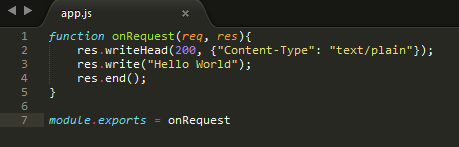 app.js
1 function onRequest(req, res){
2     res.writeHead(200, {"Content-Type": "text/plain"});
3     res.write("Hello World");
4     res.end();
5 }
6
7 module.exports = onRequest